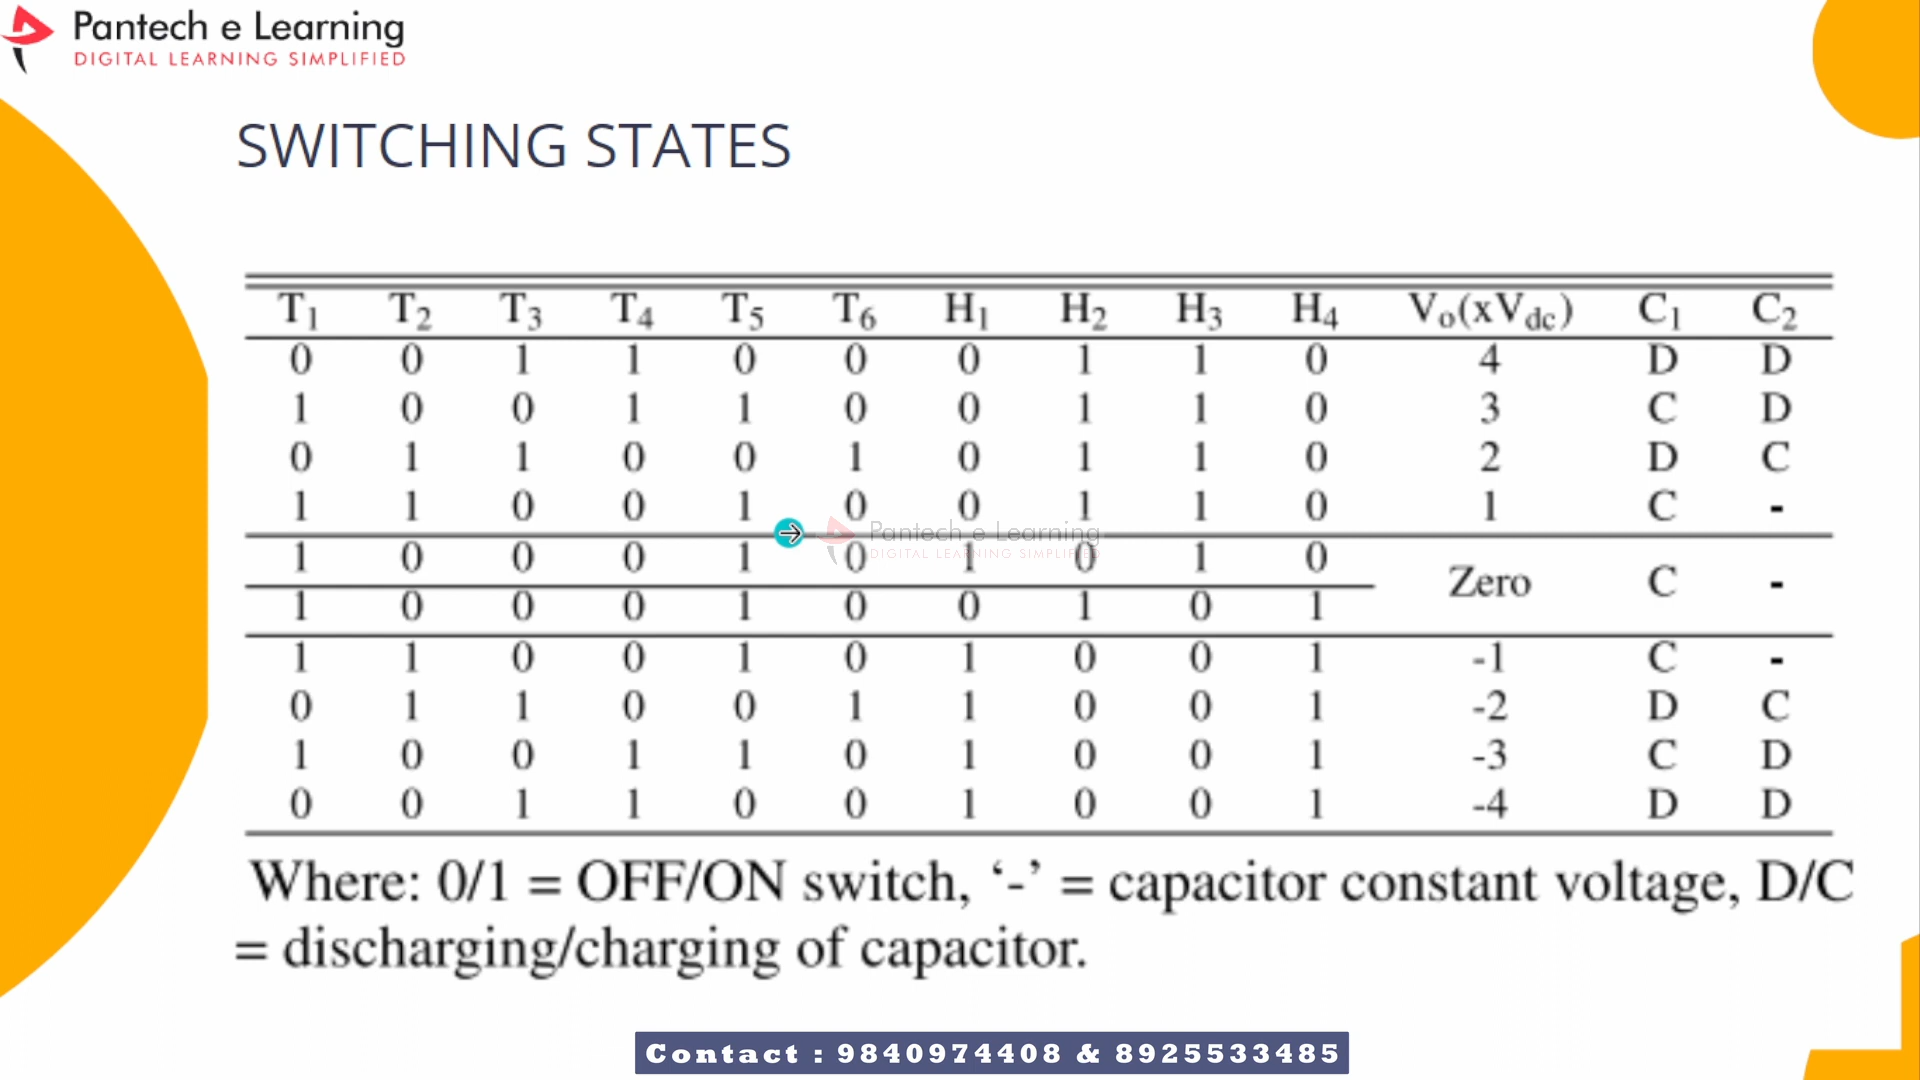 Pantech e Learning
DIGITAL LEARNING SIMPLIFIED
SWITCHING STATES
T1 T2 T3 T4 T5 T6 H1 H2 H3 H4 Vo(xVdc) C1 C2
0 0 1 1 0 0 0 1 1 0 4 D D
1 0 0 1 1 0 0 1 1 0 3 C D
0 1 1 0 0 1 0 1 1 0 2 D C
1 1 0 0 1 0 0 1 1 0 1 C -
Pantech e Learning
DIGITAL LEARNING SIMPLIFIED
1 0 0 0 1 0 1 0 1 0
Zero C -
1 0 0 0 1 0 0 1 0 1
1 1 0 0 1 0 1 0 0 1 -1 C -
0 1 1 0 0 1 1 0 0 1 -2 D C
1 0 0 1 1 0 1 0 0 1 -3 C D
0 0 1 1 0 0 1 0 0 1 -4 D D
Where: 0/1 = OFF/ON switch, ‘-’ = capacitor constant voltage, D/C
= discharging/charging of capacitor.
Contact : 9840974408 & 8925533485